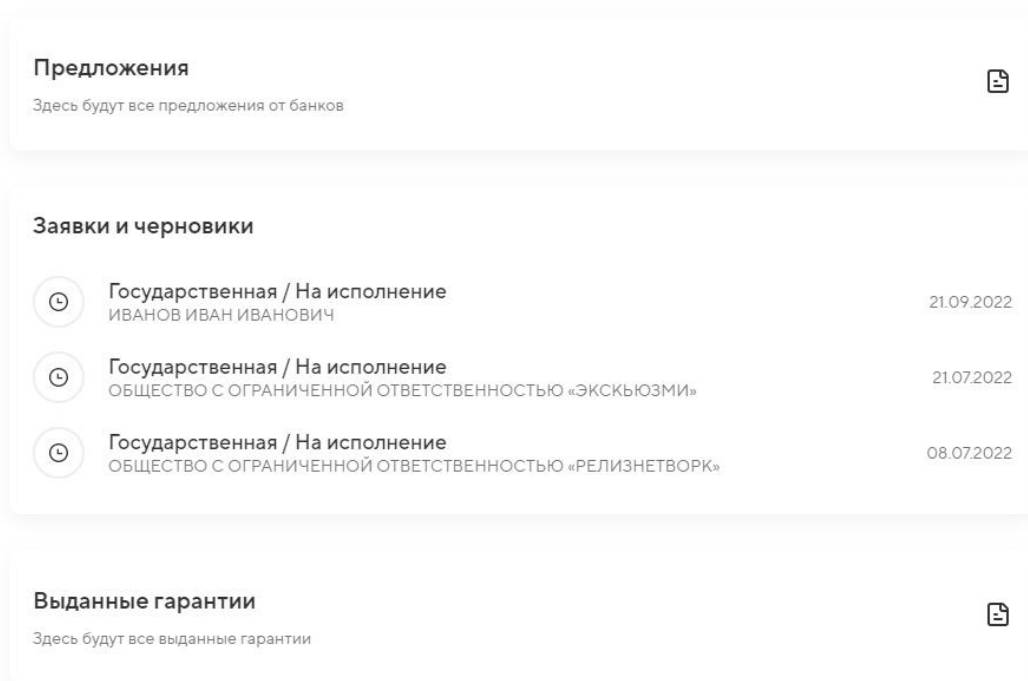 Предложения
Здесь будут все предложения от банков
Заявки и черновики
Государственная / На исполнение
ИВАНОВ ИВАН ИВАНОВИЧ
21.09.2022
Государственная / На исполнение
ОБЩЕСТВО С ОГРАНИЧЕННОЙ ОТВЕТСТВЕННОСТЬЮ «ЭКСКЬЮЗМИ»
21.07.2022
Государственная / На исполнение
ОБЩЕСТВО С ОГРАНИЧЕННОЙ ОТВЕТСТВЕННОСТЬЮ «РЕЛИЗНЕТВОРК»
08.07.2022
Выданные гарантии
Здесь будут все выданные гарантии